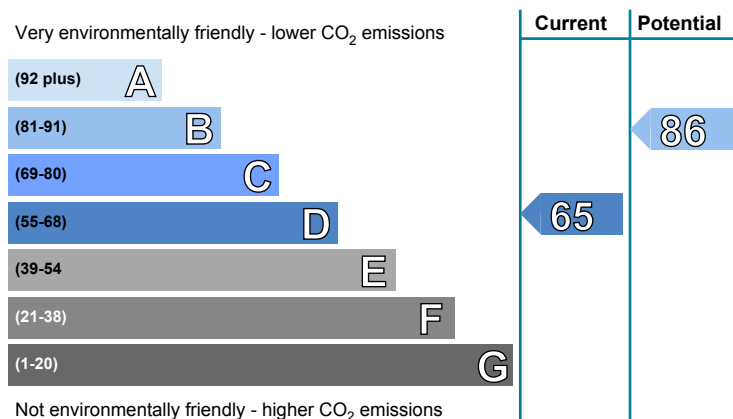 Very environmentally friendly - lower CO2 emissions
Current
Potential
(92 plus) A
(81-91) B
86
(69-80) C
(55-68) D
65
(39-54 E
(21-38) F
(1-20) G
Not environmentally friendly - higher CO2 emissions